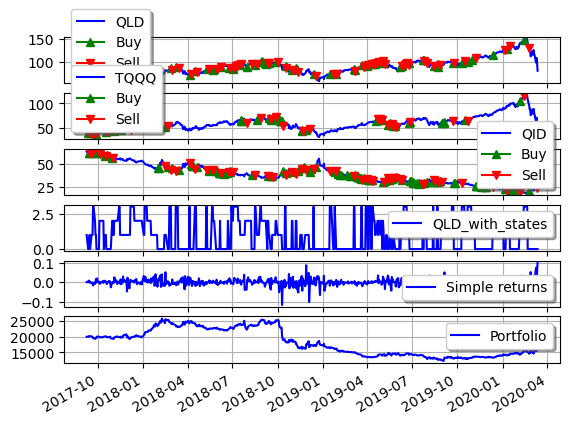 QLD
Buy
Sell
150
100
TQQQ
Buy
Sell
100
50
QID
Buy
Sell
50
25
QLD_with_states
2.5
0.0
Simple returns
0.1
0.0
−0.1
Portfolio
25000
20000
15000
2017-10 2018-01 2018-04 2018-07 2018-10 2019-01 2019-04 2019-07 2019-10 2020-01 2020-04